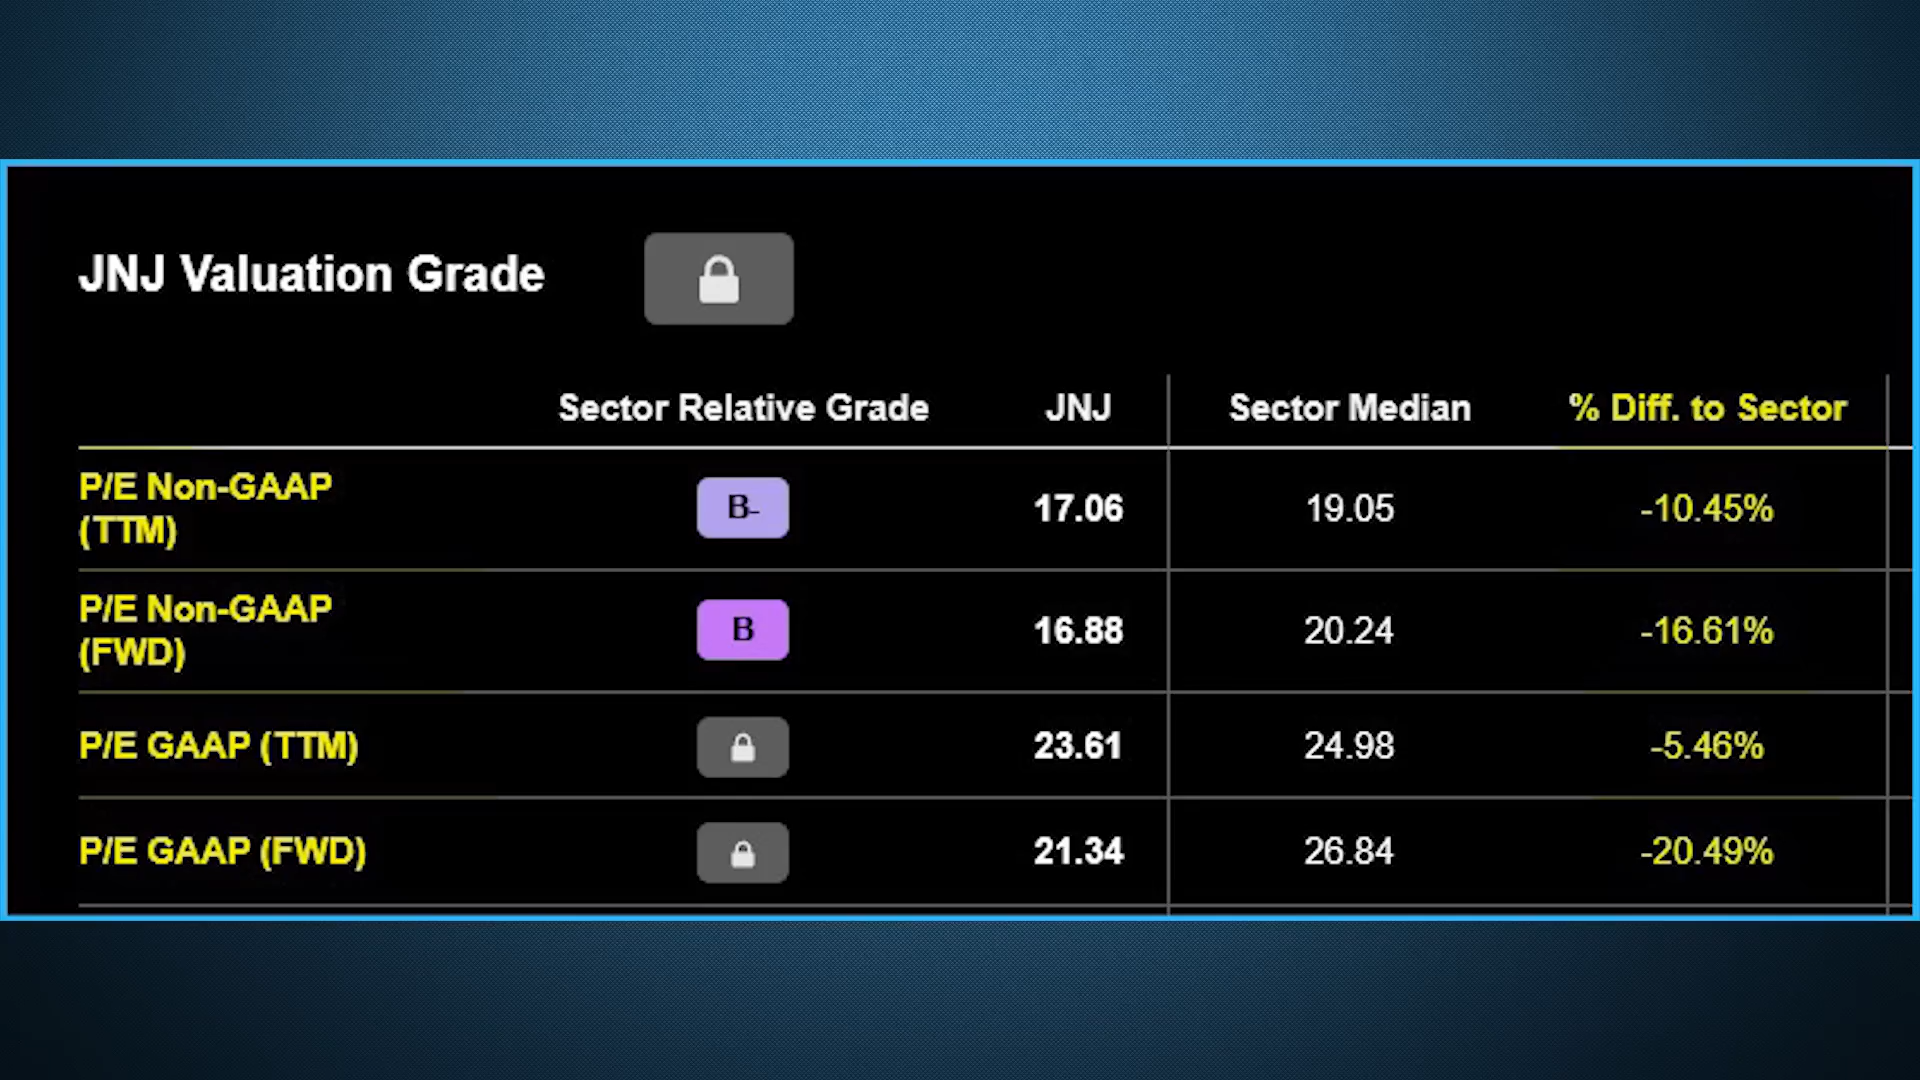 JNJ Valuation Grade
Sector Relative Grade JNJ Sector Median % Diff. to Sector
P/E Non-GAAP
(TTM)
B- 17.06 19.05 -10.45%
P/E Non-GAAP
(FWD)
B 16.88 20.24 -16.61%
P/E GAAP (TTM) 23.61 24.98 -5.46%
P/E GAAP (FWD) 21.34 26.84 -20.49%